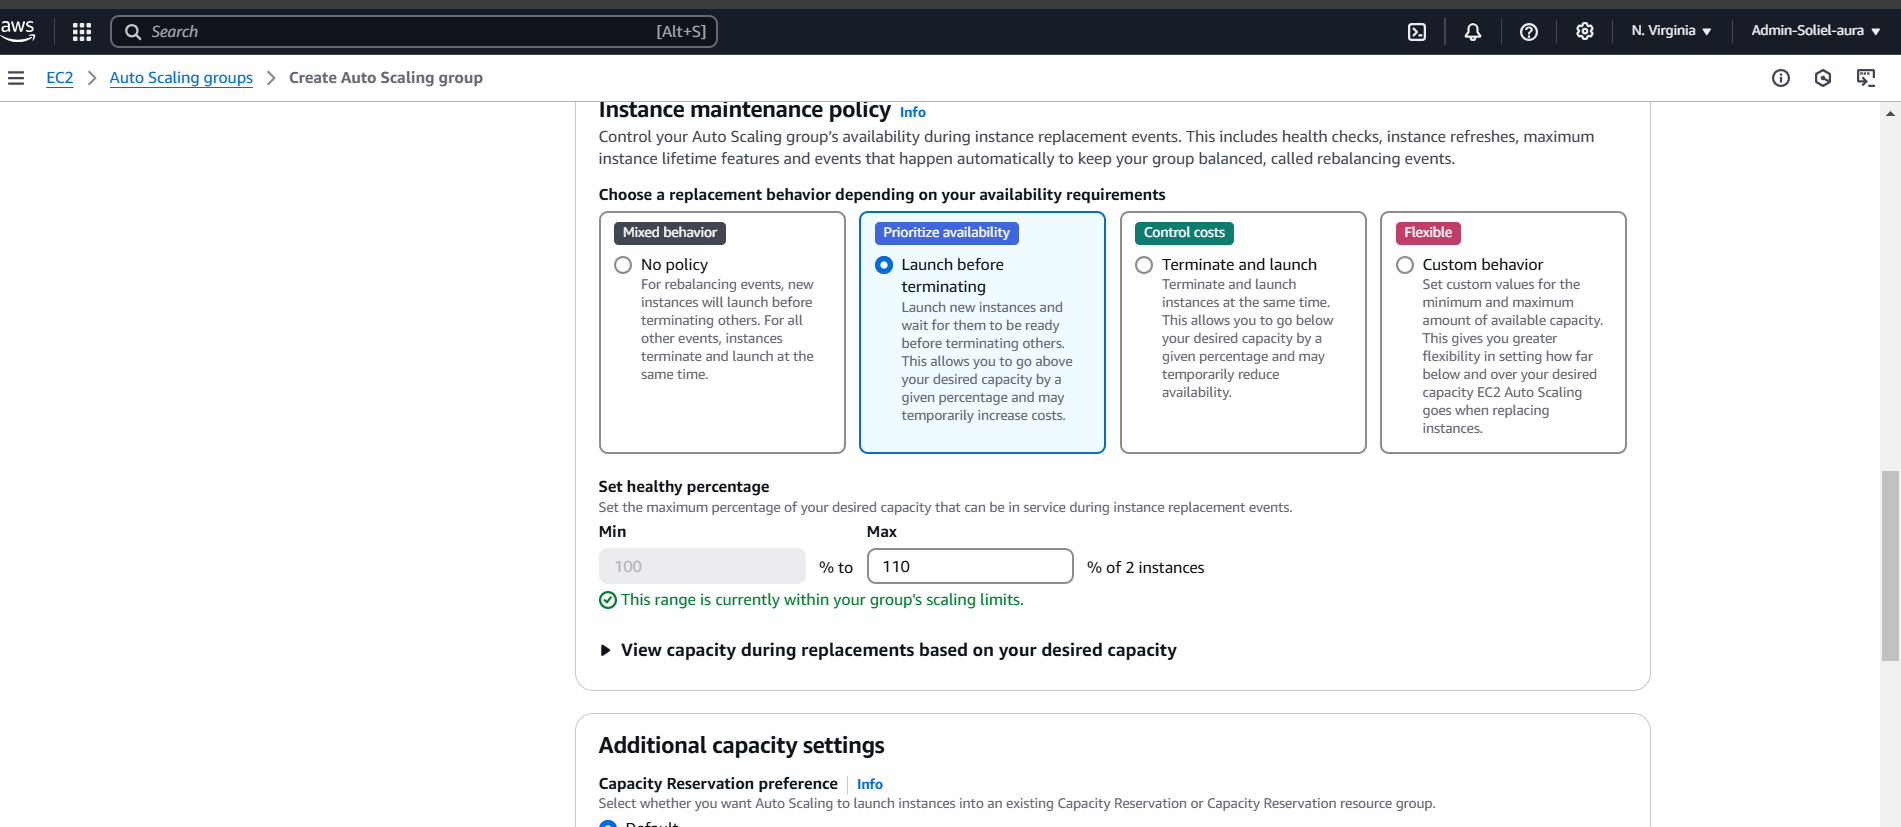 aws
Search
[Alt+S]
N. Virginia
Admin-Soliel-aura
EC2
Auto Scaling groups
Create Auto Scaling group
Instance maintenance policy
Info
Control your Auto Scaling group's availability during instance replacement events. This includes health checks, instance refreshes, maximum
instance lifetime features and events that happen automatically to keep your group balanced, called rebalancing events.
Choose a replacement behavior depending on your availability requirements
Mixed behavior
No policy
For rebalancing events, new
instances will launch before
terminating others. For all
other events, instances
terminate and launch at the
same time.
Prioritize availability
Launch before
terminating
Launch new instances and
wait for them to be ready
before terminating others.
This allows you to go above
your desired capacity by a
given percentage and may
temporarily increase costs.
Control costs
Terminate and launch
Terminate and launch
instances at the same time.
This allows you to go below
your desired capacity by a
given percentage and may
temporarily reduce
availability.
Flexible
Custom behavior
Set custom values for the
minimum and maximum
amount of available capacity.
This gives you greater
flexibility in setting how far
below and over your desired
capacity EC2 Auto Scaling
goes when replacing
instances.
Set healthy percentage
Set the maximum percentage of your desired capacity that can be in service during instance replacement events.
Min
Max
100
% to
110
% of 2 instances
This range is currently within your group's scaling limits.
View capacity during replacements based on your desired capacity
Additional capacity settings
Capacity Reservation preference
Info
Select whether you want Auto Scaling to launch instances into an existing Capacity Reservation or Capacity Reservation resource group.
Default